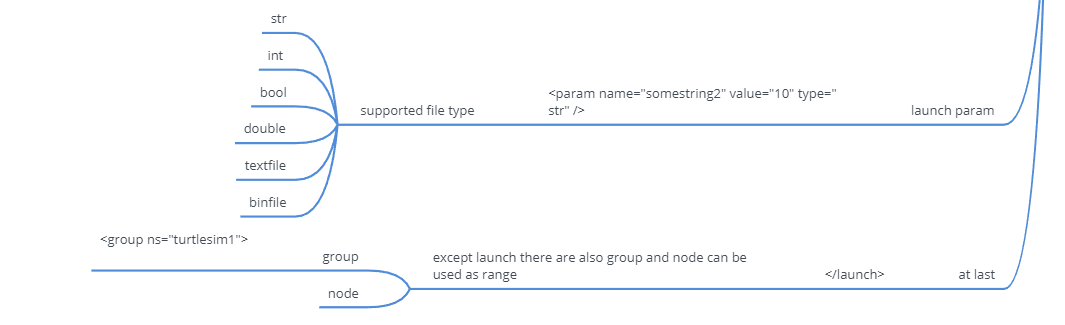 str
int
bool
double
textfile
binfile
supported file type
<param name="somestring2" value="10" type="
str" />
launch param
<group ns="turtlesim1">
group
node
except launch there are also group and node can be
used as range
</launch>
at last